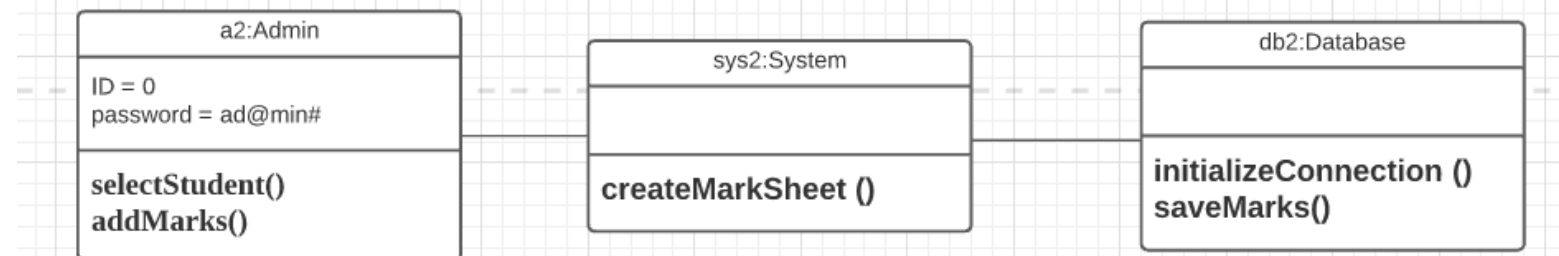 a2:Admin
ID = 0
password = ad@min#
selectStudent()
addMarks()
sys2:System
createMarkSheet ()
db2:Database
initializeConnection ()
saveMarks()